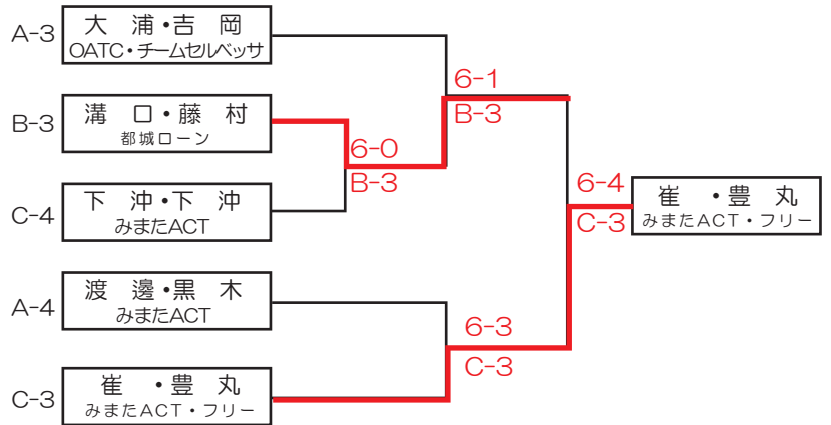 A-3
大 浦・吉 岡
OATC・チームセルベッサ
6-1
B-3
B-3
溝 口・藤 村
都城ローン
6-0
B-3
C-4
下 沖・下 沖
みまたACT
6-4
C-3
崔 ・豊 丸
みまたACT・フリー
A-4
渡 邊・黒 木
みまたACT
6-3
C-3
C-3
崔 ・豊 丸
みまたACT・フリー